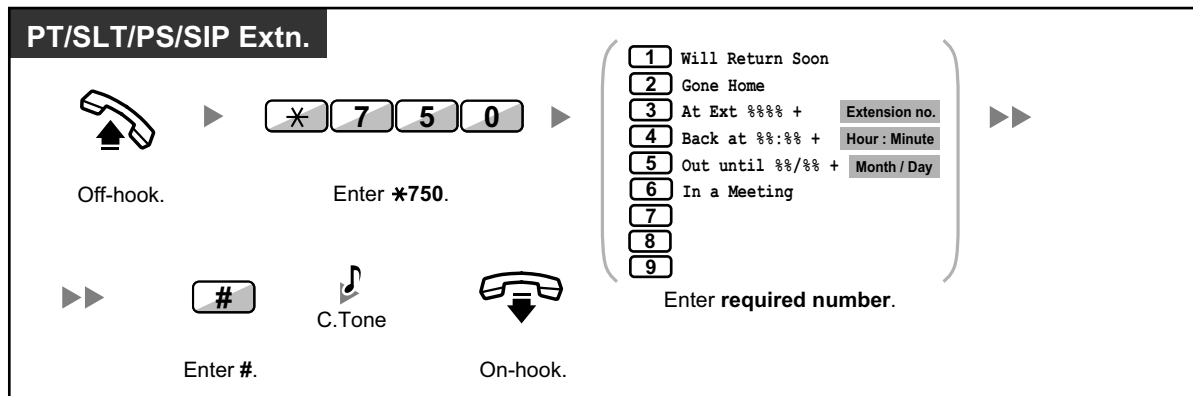 PT/SLT/PS/SIP Extn.
Off-hook.
* 7 5 0
Enter *750.
1 Will Return Soon
2 Gone Home
3 At Ext %%%% + Extension no.
4 Back at %%:%% + Hour : Minute
5 Out until %%/%% + Month / Day
6 In a Meeting
7
8
9
Enter required number.
#
Enter #.
C.Tone
On-hook.